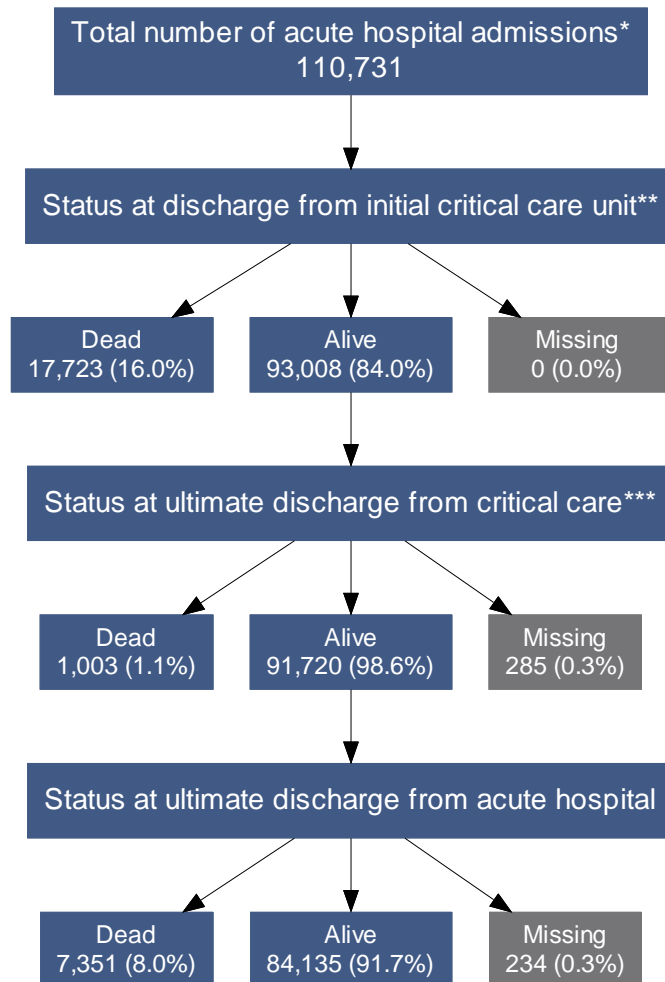 Total number of acute hospital admissions*
110,731
Status at discharge from initial critical care unit**
Dead
17,723 (16.0%)
Alive
93,008 (84.0%)
Missing
0 (0.0%)
Status at ultimate discharge from critical care***
Dead
1,003 (1.1%)
Alive
91,720 (98.6%)
Missing
285 (0.3%)
Status at ultimate discharge from acute hospital
Dead
7,351 (8.0%)
Alive
84,135 (91.7%)
Missing
234 (0.3%)